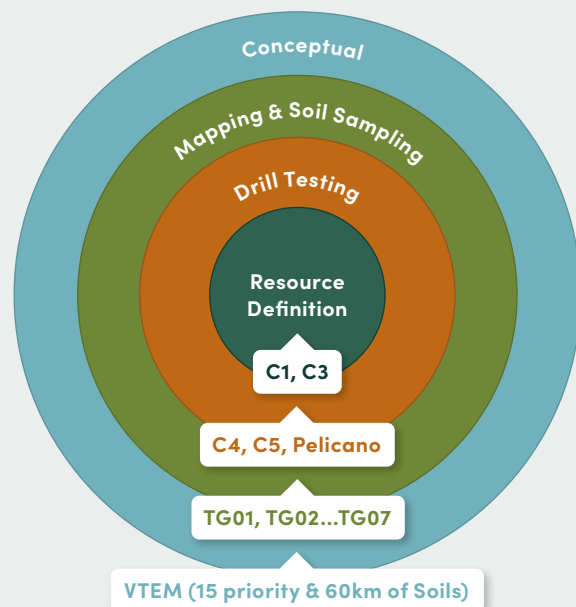 Conceptual
Mapping & Soil Sampling
Drill Testing
Resource
Definition
C1, C3
C4, C5, Pelicano
TG01, TG02...TG07
VTEM (15 priority & 60km of Soils)